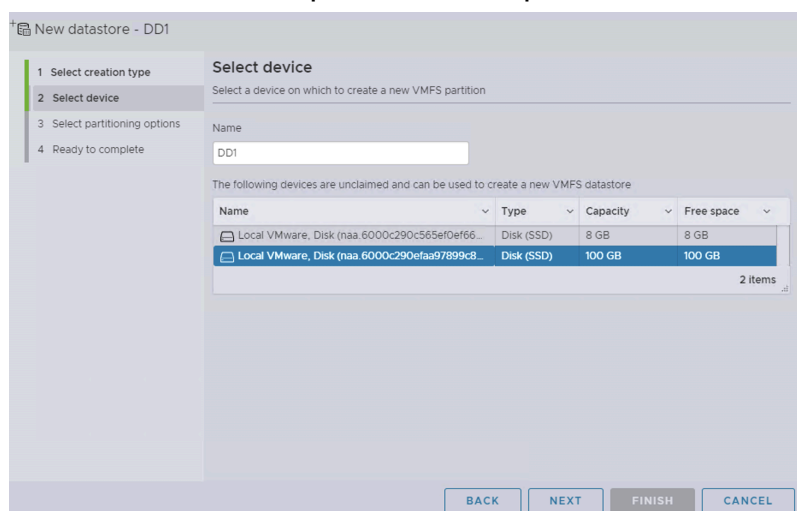 New datastore - DD1
1 Select creation type
2 Select device
3 Select partitioning options
4 Ready to complete
Select device
Select a device on which to create a new VMFS partition
Name
DD1
The following devices are unclaimed and can be used to create a new VMFS datastore
Name Type Capacity Free space
Local VMware, Disk (naa.6000c290c565ef0ef66... Disk (SSD) 8 GB 8 GB
Local VMware, Disk (naa.6000c290efaa97899c8... Disk (SSD) 100 GB 100 GB
2 items
BACK NEXT FINISH CANCEL